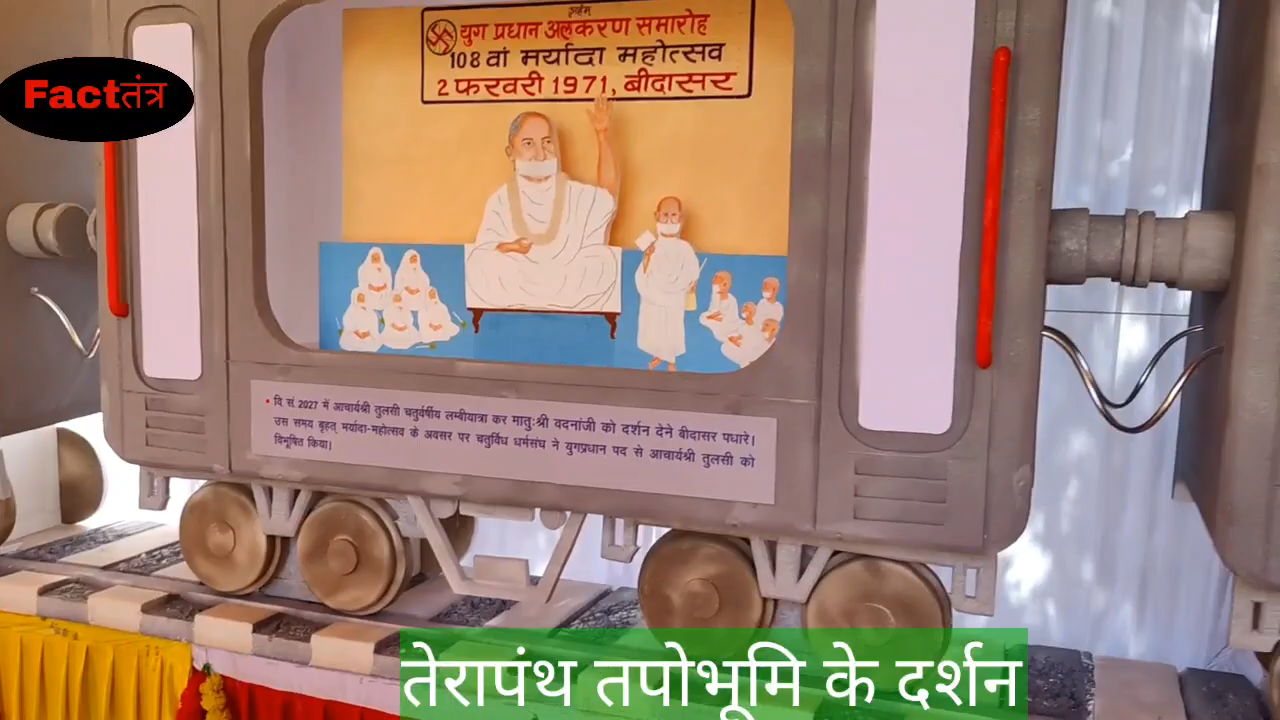 र्अहम्
युग प्रधान अलंकरण समारोह
108 वां मर्यादा महोत्सव
2 फरवरी 1971, बीदासर
Factतंत्र
वि सं. 2027 में आचार्यश्री तुलसी चतुर्वर्षीय लम्बीयात्रा कर मातुःश्री वदनांजी को दर्शन देने बीदासर पधारे।
उस समय बृहत् मर्यादा-महोत्सव के अवसर पर चतुर्विध धर्मसंघ ने युगप्रधान पद से आचार्यश्री तुलसी को
विभूषित किया।
तेरापंथ तपोभूमि के दर्शन